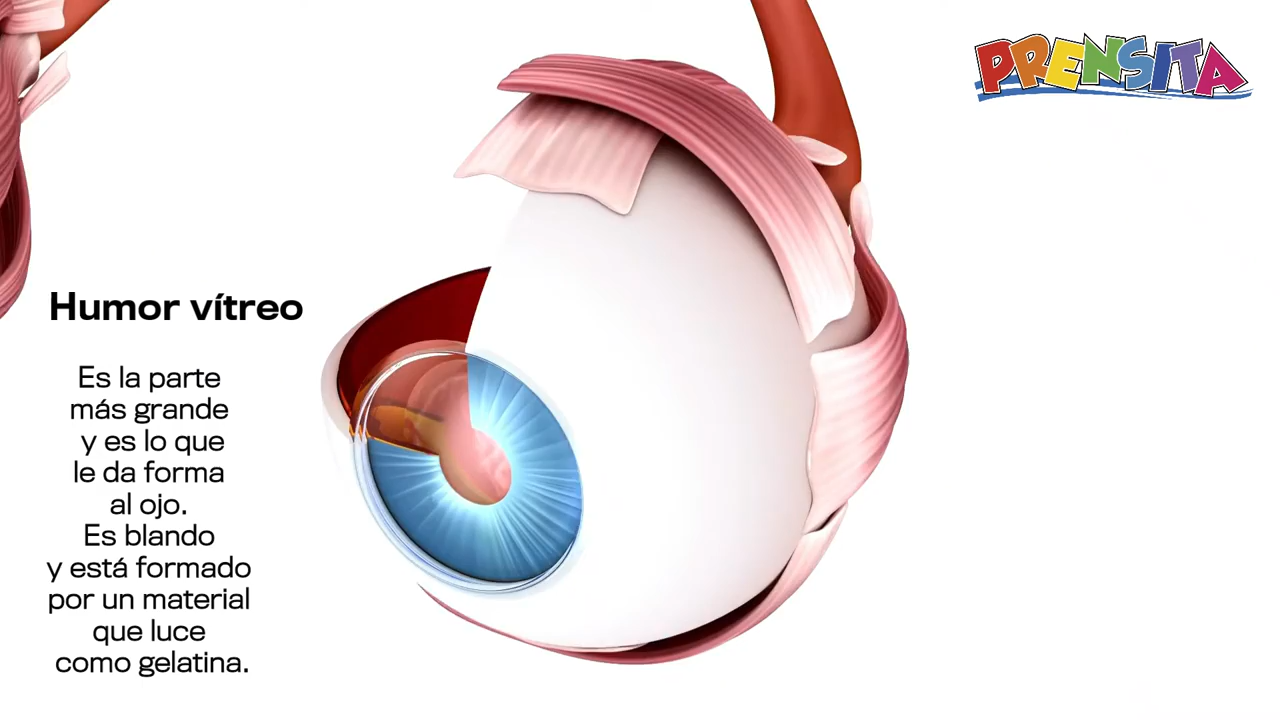 PRENSITA
Humor vítreo
Es la parte
más grande
y es lo que
le da forma
al ojo.
Es blando
y está formado
por un material
que luce
como gelatina.